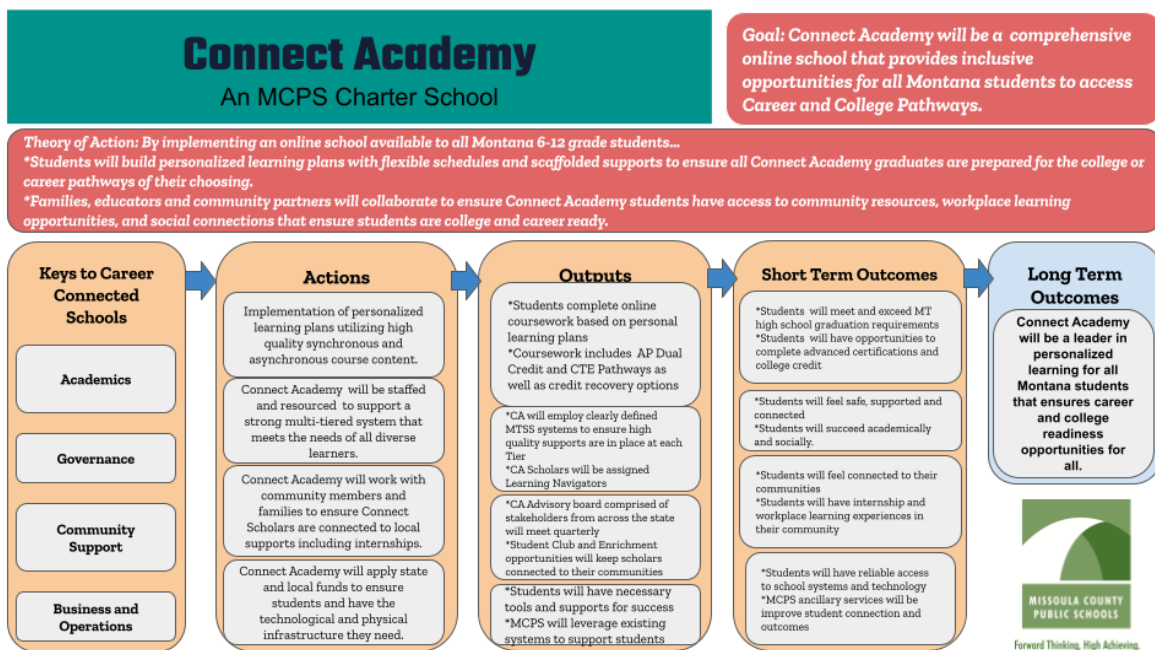 Connect Academy
An MCPS Charter School
Goal: Connect Academy will be a comprehensive
online school that provides inclusive
opportunities for all Montana students to access
Career and College Pathways.
Theory of Action: By implementing an online school available to all Montana 6-12 grade students...
*Students will build personalized learning plans with flexible schedules and scaffolded supports to ensure all Connect Academy graduates are prepared for the college or
career pathways of their choosing.
*Families, educators and community partners will collaborate to ensure Connect Academy students have access to community resources, workplace learning
opportunities, and social connections that ensure students are college and career ready.
Keys to Career
Connected
Schools
Academics
Governance
Community
Support
Business and
Operations
Actions
Implementation of personalized
learning plans utilizing high
quality synchronous and
asynchronous course content.
Connect Academy will be staffed
and resourced to support a
strong multi-tiered system that
meets the needs of all diverse
learners.
Connect Academy will work with
community members and
families to ensure Connect
Scholars are connected to local
supports including internships.
Connect Academy will apply state
and local funds to ensure
students and have the
technological and physical
infrastructure they need.
Outputs
*Students complete online
coursework based on personal
learning plans
*Coursework includes AP Dual
Credit and CTE Pathways as
well as credit recovery options
*CA will employ clearly defined
MTSS systems to ensure high
quality supports are in place at each
Tier
*CA Scholars will be assigned
Learning Navigators
*CA Advisory board comprised of
stakeholders from across the state
will meet quarterly
*Student Club and Enrichment
opportunities will keep scholars
connected to their communities
*Students will have necessary
tools and supports for success
*MCPS will leverage existing
systems to support students
Short Term Outcomes
*Students will meet and exceed MT
high school graduation requirements
*Students will have opportunities to
complete advanced certifications and
college credit
*Students will feel safe, supported and
connected
*Students will succeed academically
and socially.
*Students will feel connected to their
communities
*Students will have internship and
workplace learning experiences in
their community
*Students will have reliable access
to school systems and technology
*MCPS ancillary services will be
improve student connection and
outcomes
Long Term
Outcomes
Connect Academy
will be a leader in
personalized
learning for all
Montana students
that ensures career
and college
readiness
opportunities for
all.
MISSOULA COUNTY
PUBLIC SCHOOLS
Forward Thinking, High Achieving.